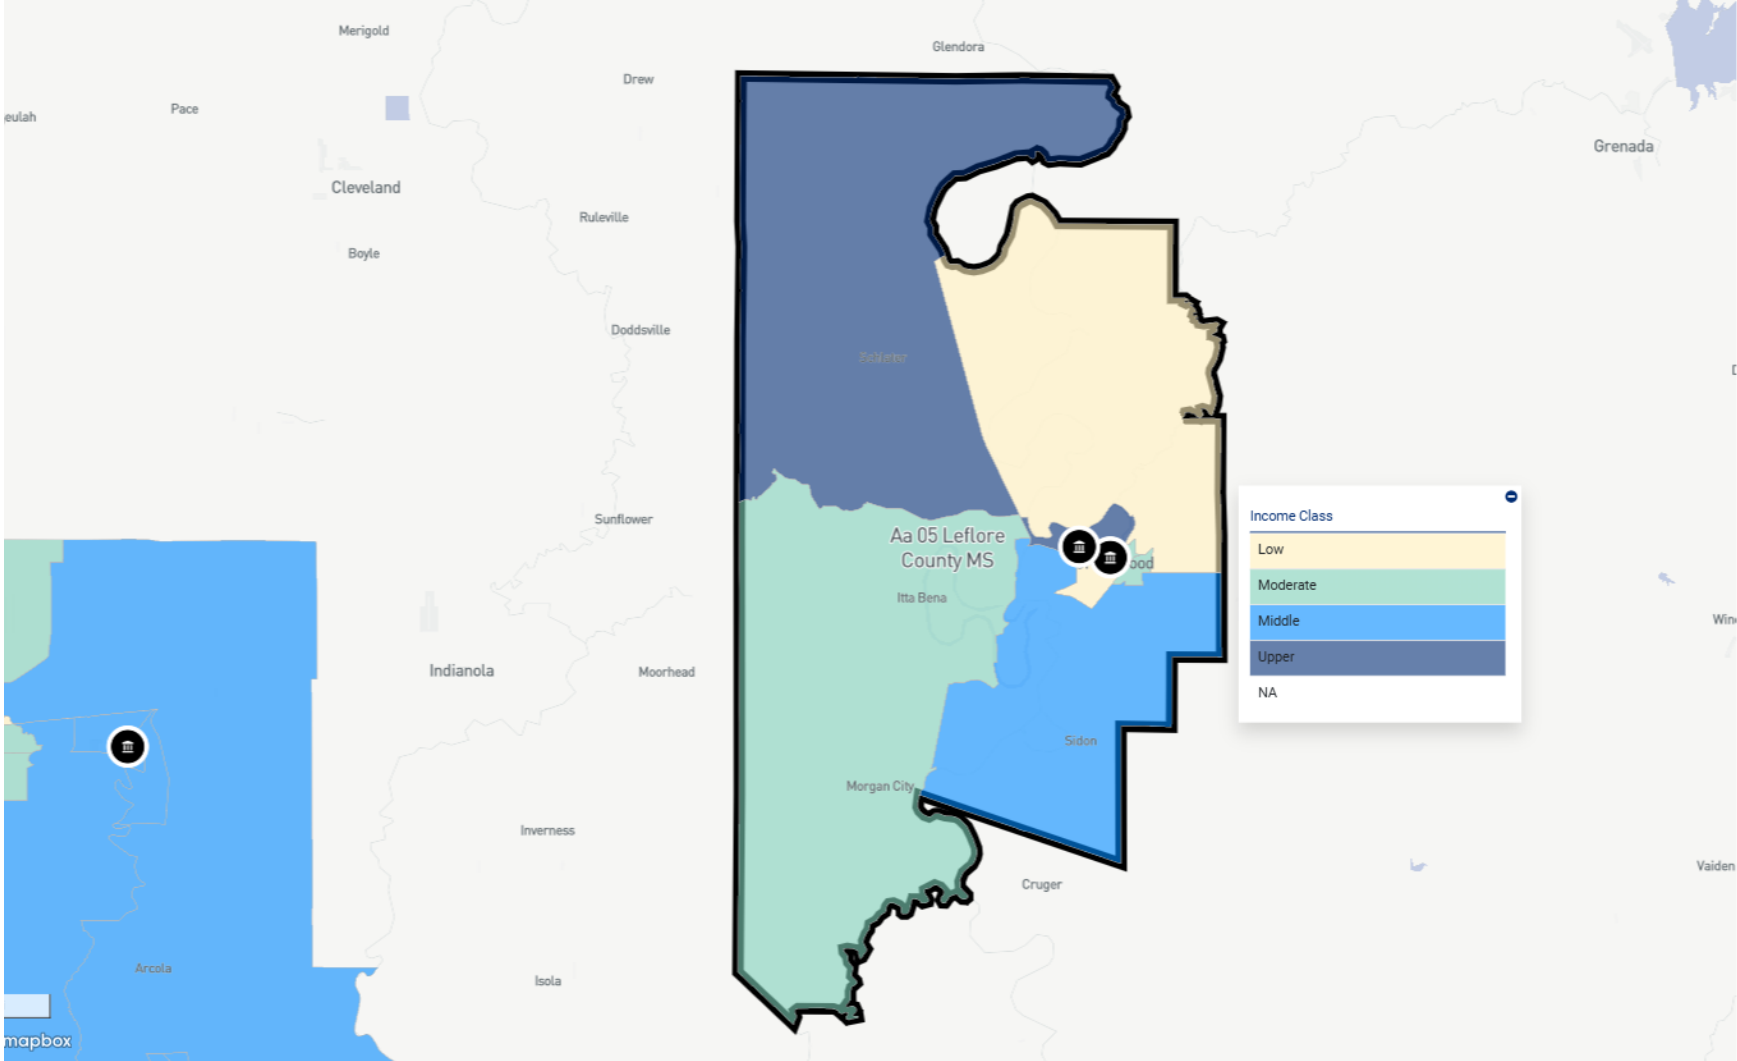 Merigold
Glendora
Drew
Pace
eulah
Grenada
Cleveland
Ruleville
Boyle
Doddsville
Sunflower
Aa 05 Leflore
County MS
ood
Itta Bena
Income Class
Low
Moderate
Middle
Upper
NA
Indianola
Moorhead
Sidon
Morgan City
Inverness
Vaiden
Cruger
Arcola
Isola
mapbox